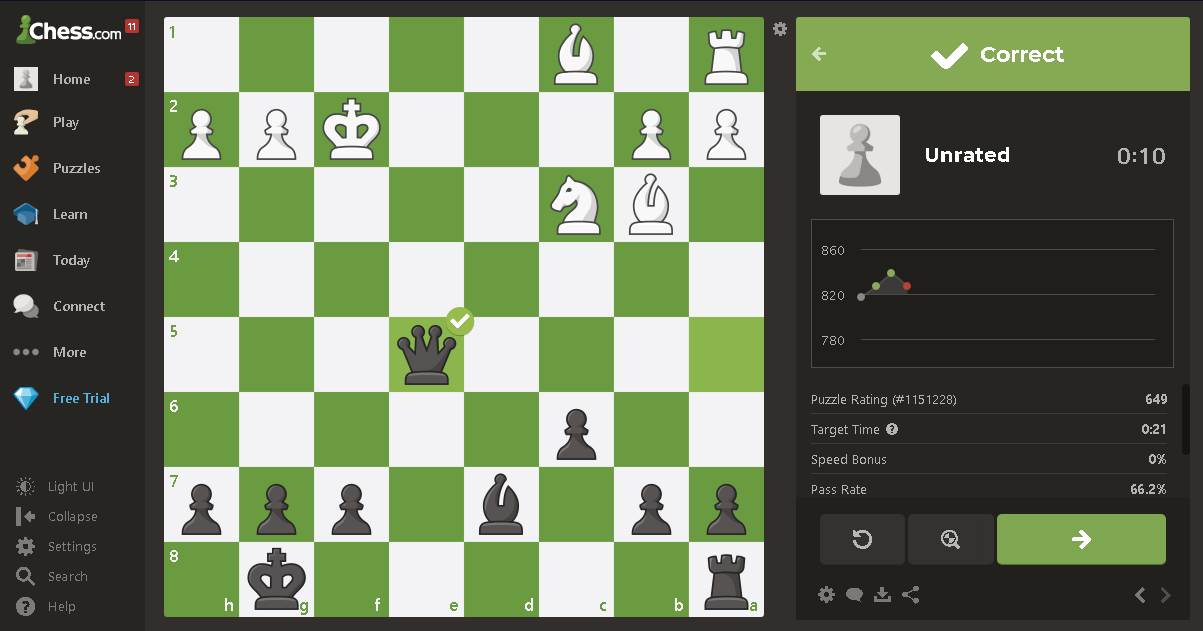 Chess.com
11
Home
2
Play
Puzzles
Learn
Today
Connect
More
Free Trial
Light UI
Collapse
Settings
Search
Help
1
2
3
4
5
6
7
8
h
g
f
e
d
c
b
a
Correct
Unrated
0:10
860
820
780
Puzzle Rating (#1151228)
649
Target Time
0:21
Speed Bonus
0%
Pass Rate
66.2%